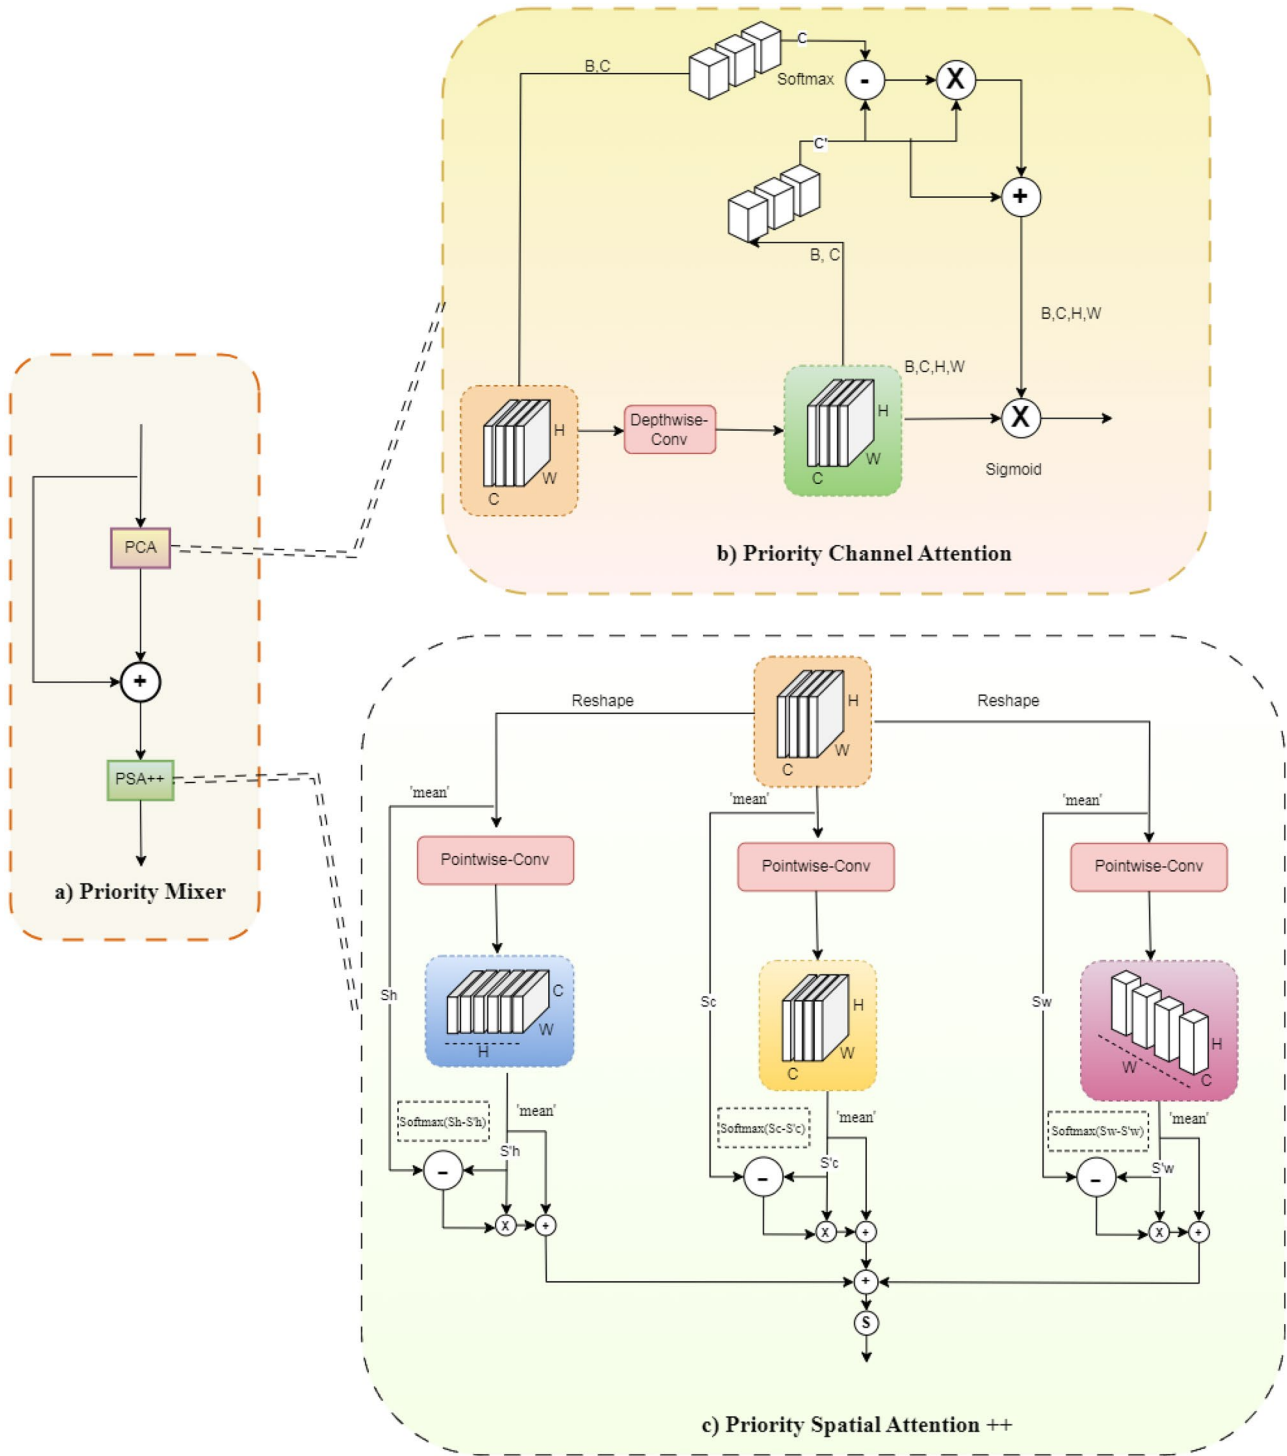 B,C
C
Softmax
-
X
C'
+
B, C
B,C,H,W
B,C,H,W
H
W
C
Depthwise-
Conv
H
W
C
X
Sigmoid
b) Priority Channel Attention
PCA
+
PSA++
a) Priority Mixer
Reshape
H
W
C
Reshape
'mean'
'mean'
'mean'
Pointwise-Conv
Pointwise-Conv
Pointwise-Conv
Sh
C
W
H
Sc
H
W
C
Sw
W
H
C
Softmax(Sh-S'h)
'mean'
S'h
-
X
+
Softmax(Sc-S'c)
'mean'
S'c
-
X
+
Softmax(Sw-S'w)
'mean'
S'w
-
X
+
+
S
c) Priority Spatial Attention ++